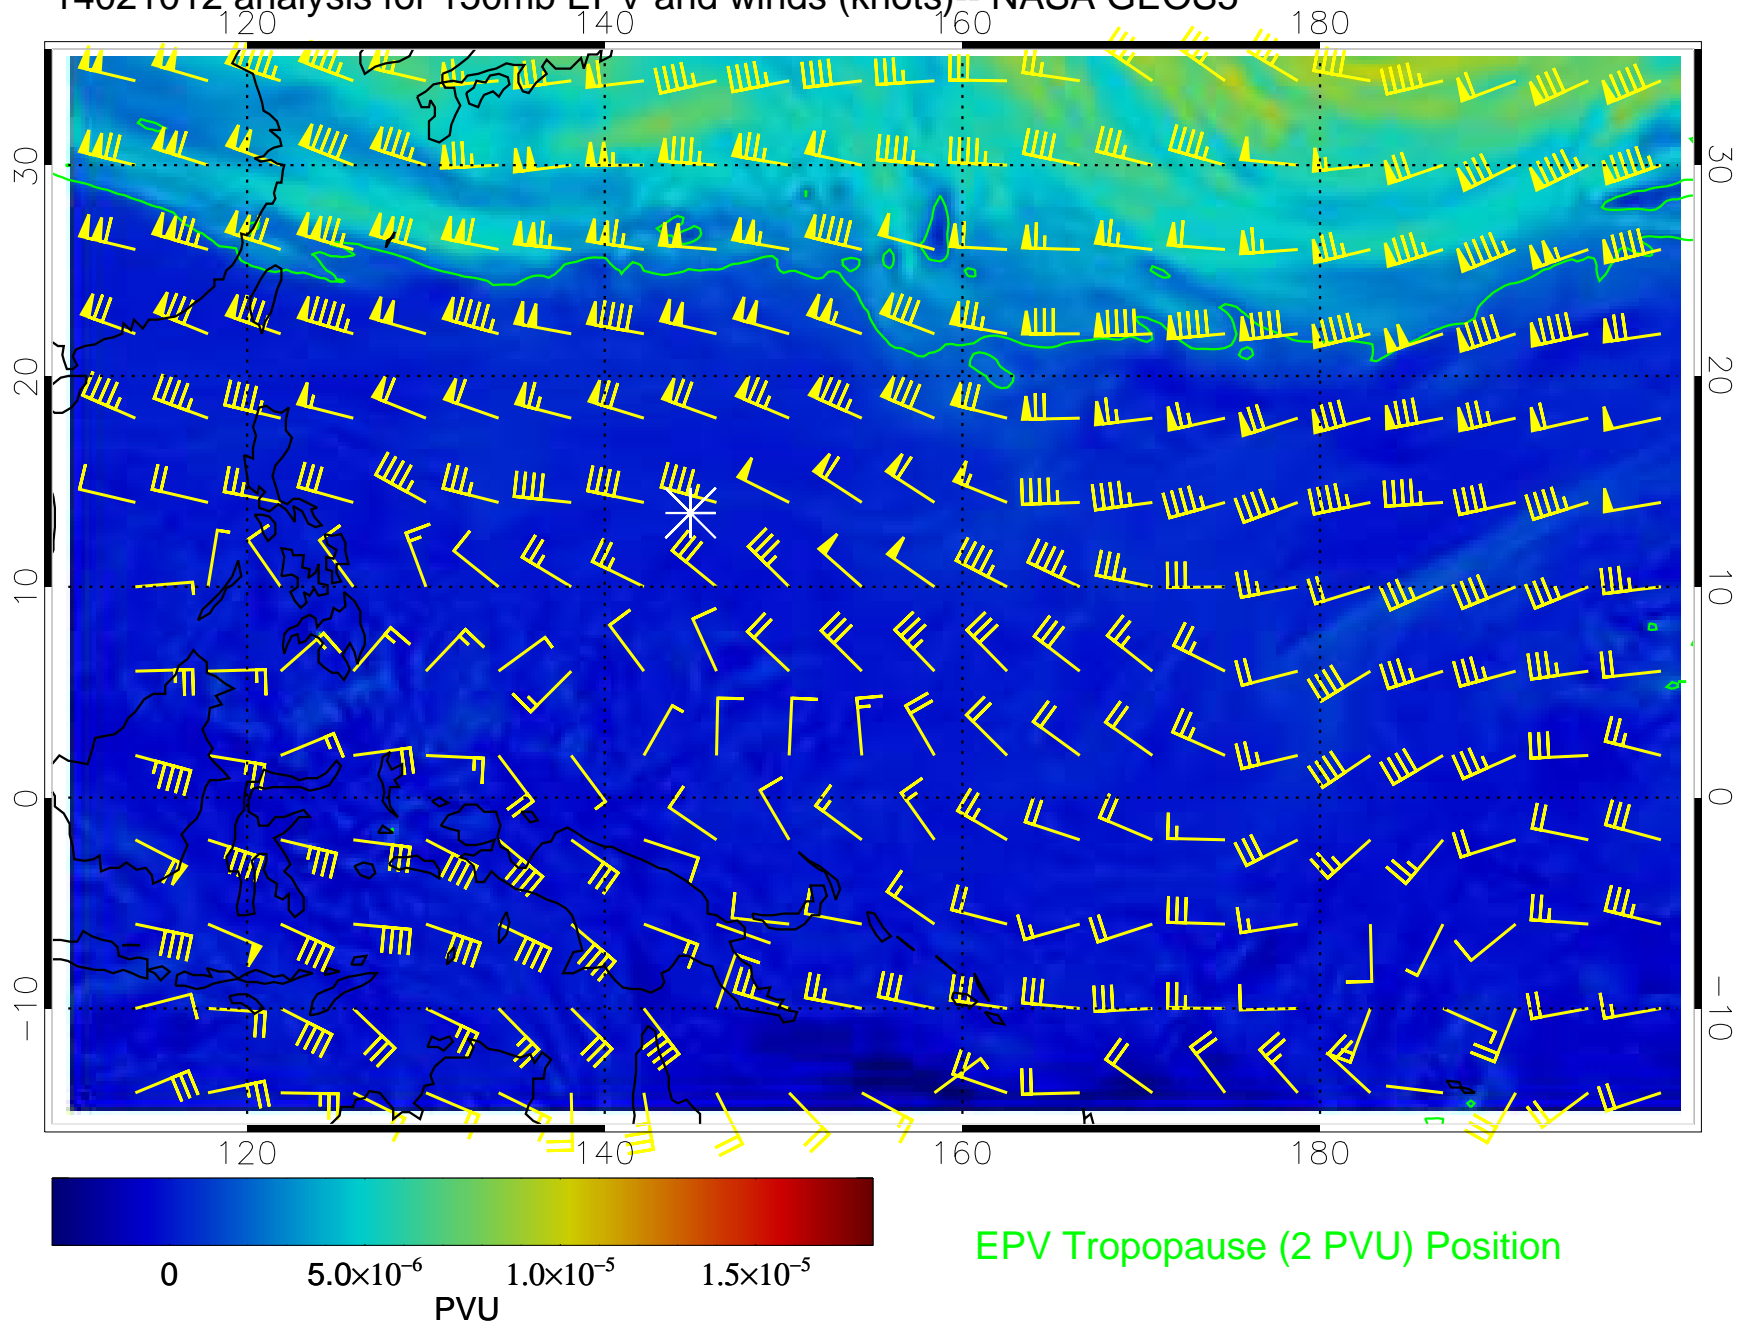 14021012 analysis for 150mb EPV and winds (knots)-- NASA GEOS5
120 140 160 180
30 30
20 20
10 10
0 0
−10 −10
120 140 160 180
0 5.0×10⁻⁶ 1.0×10⁻⁵ 1.5×10⁻⁵
PVU
EPV Tropopause (2 PVU) Position